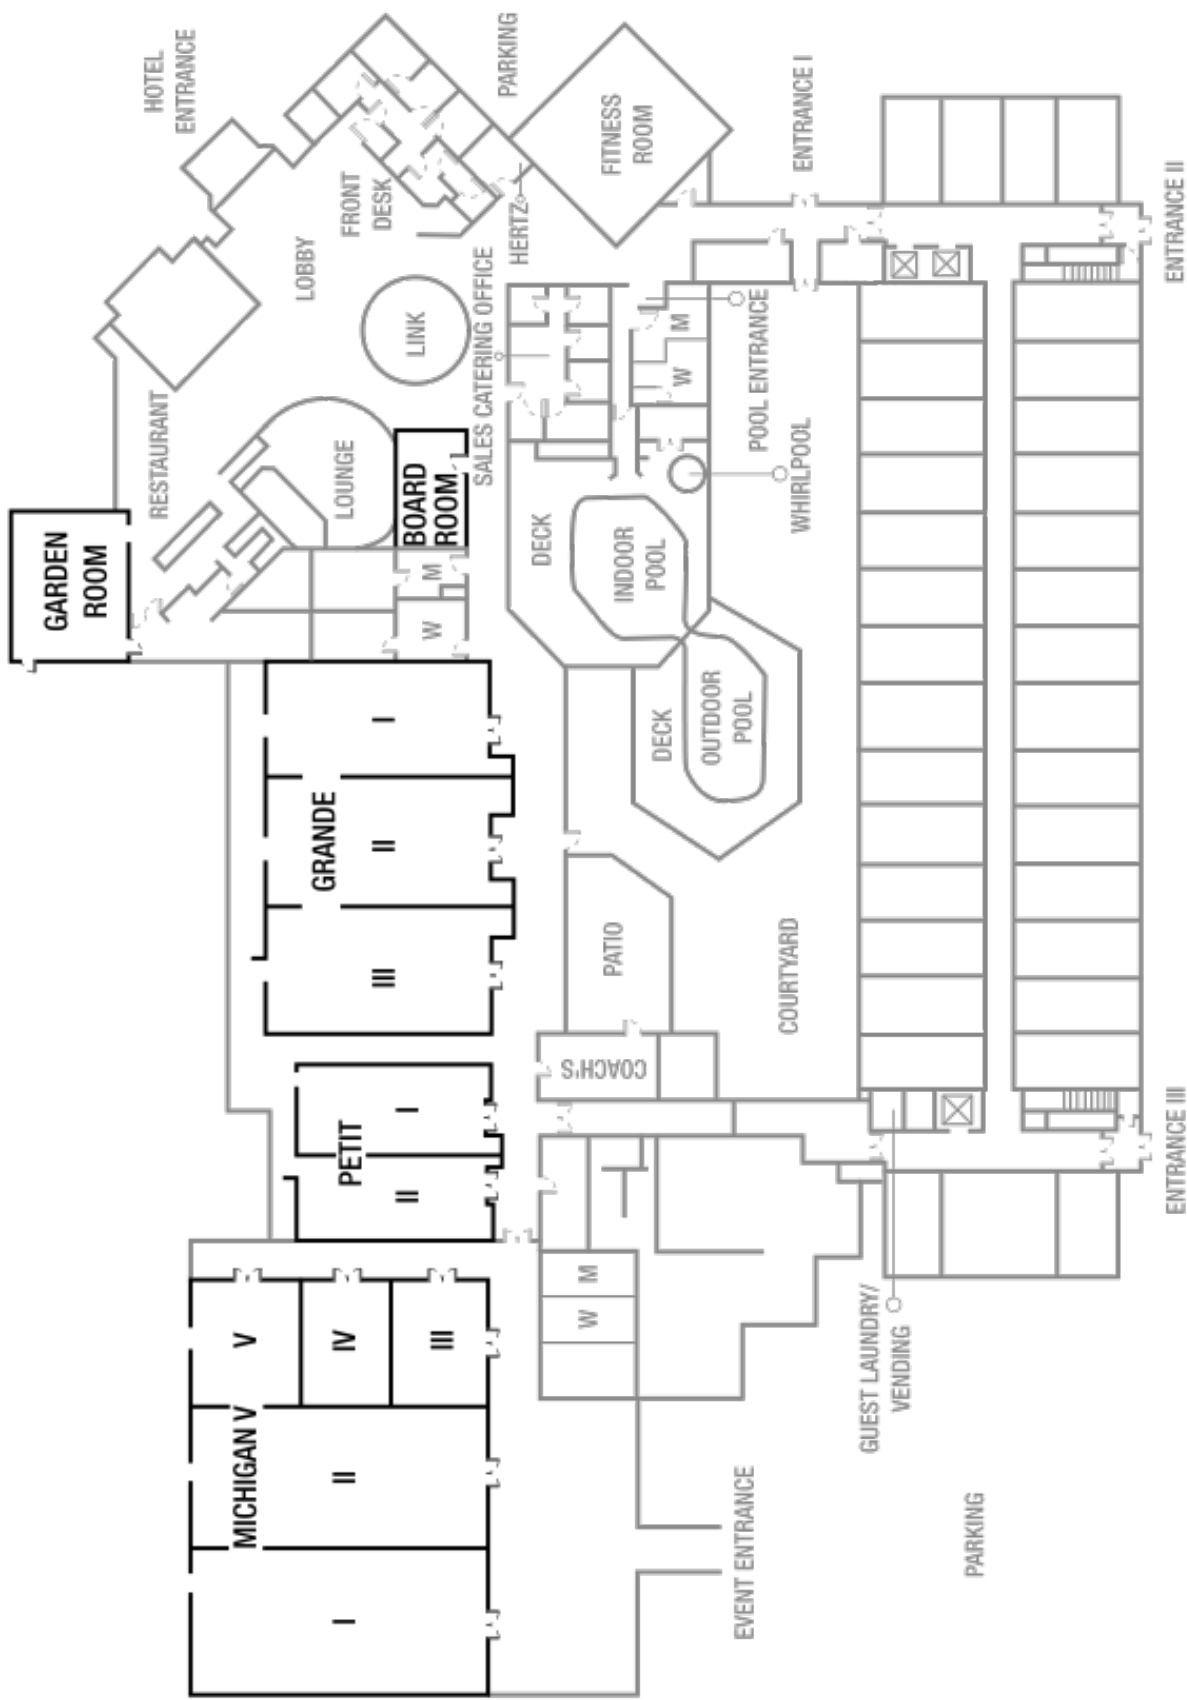 HOTEL
ENTRANCE
PARKING
FITNESS
ROOM
ENTRANCE I
ENTRANCE II
FRONT
DESK
HERTZ
LOBBY
LINK
SALES CATERING OFFICE
M
W
POOL ENTRANCE
WHIRLPOOL
RESTAURANT
LOUNGE
BOARD
ROOM
GARDEN
ROOM
M
W
DECK
INDOOR
POOL
DECK
OUTDOOR
POOL
GRANDE
I
II
III
PATIO
COURTYARD
COACH'S
PETIT
I
II
ENTRANCE III
MICHIGAN V
V
IV
III
II
I
M
W
GUEST LAUNDRY/
VENDING
EVENT ENTRANCE
PARKING